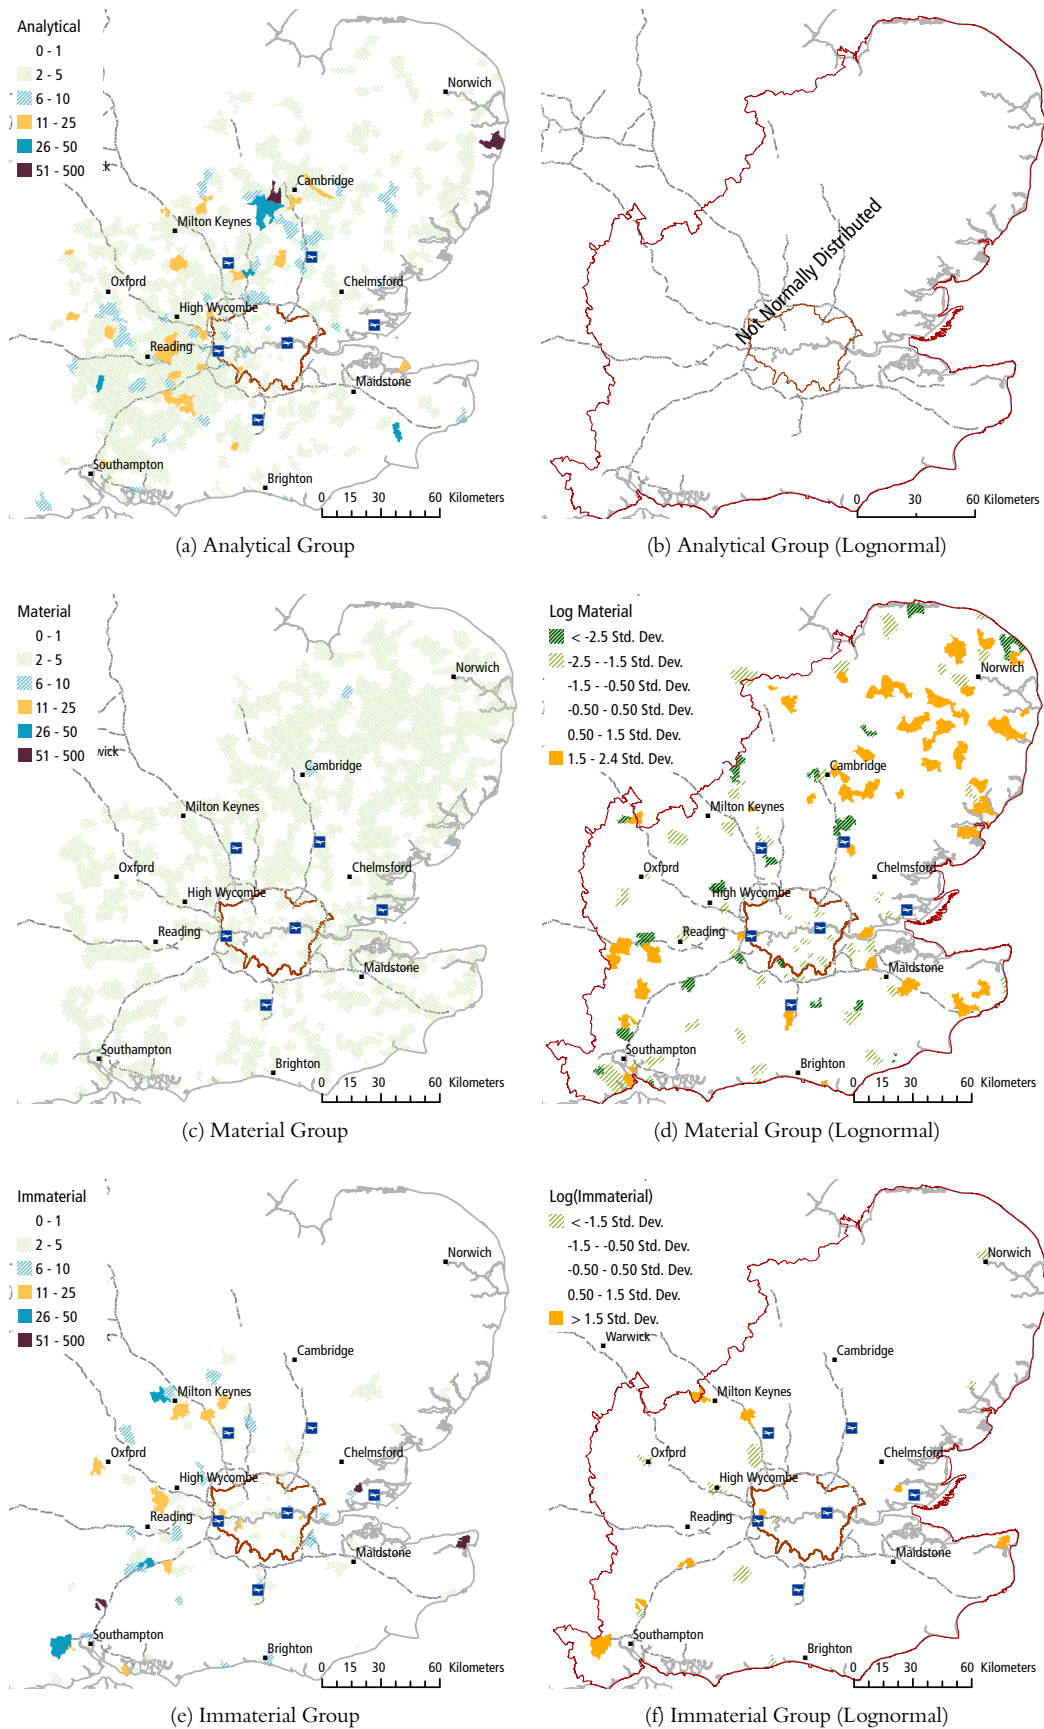 Analytical
0 - 1
2 - 5
6 - 10
11 - 25
26 - 50
51 - 500
k
Norwich
Cambridge
Milton Keynes
Oxford
Chelmsford
High Wycombe
Reading
Maidstone
Southampton
Brighton
0 15 30 60 Kilometers
(a) Analytical Group
Not Normally Distributed
0 30 60 Kilometers
(b) Analytical Group (Lognormal)
Material
0 - 1
2 - 5
6 - 10
11 - 25
26 - 50
51 - 500
wick
Norwich
Cambridge
Milton Keynes
Oxford
Chelmsford
High Wycombe
Reading
Maidstone
Southampton
Brighton
0 15 30 60 Kilometers
(c) Material Group
Log Material
< -2.5 Std. Dev.
-2.5 - -1.5 Std. Dev.
-1.5 - -0.50 Std. Dev.
-0.50 - 0.50 Std. Dev.
0.50 - 1.5 Std. Dev.
1.5 - 2.4 Std. Dev.
Norwich
Cambridge
Milton Keynes
Oxford
Chelmsford
High Wycombe
Reading
Maidstone
Southampton
Brighton
0 15 30 60 Kilometers
(d) Material Group (Lognormal)
Immaterial
0 - 1
2 - 5
6 - 10
11 - 25
26 - 50
51 - 500
Norwich
Cambridge
Milton Keynes
Oxford
Chelmsford
High Wycombe
Reading
Maidstone
Southampton
Brighton
0 15 30 60 Kilometers
(e) Immaterial Group
Log(Immaterial)
< -1.5 Std. Dev.
-1.5 - -0.50 Std. Dev.
-0.50 - 0.50 Std. Dev.
0.50 - 1.5 Std. Dev.
> 1.5 Std. Dev.
Warwick
Norwich
Cambridge
Milton Keynes
Oxford
Chelmsford
High Wycombe
Reading
Maidstone
Southampton
Brighton
0 15 30 60 Kilometers
(f) Immaterial Group (Lognormal)